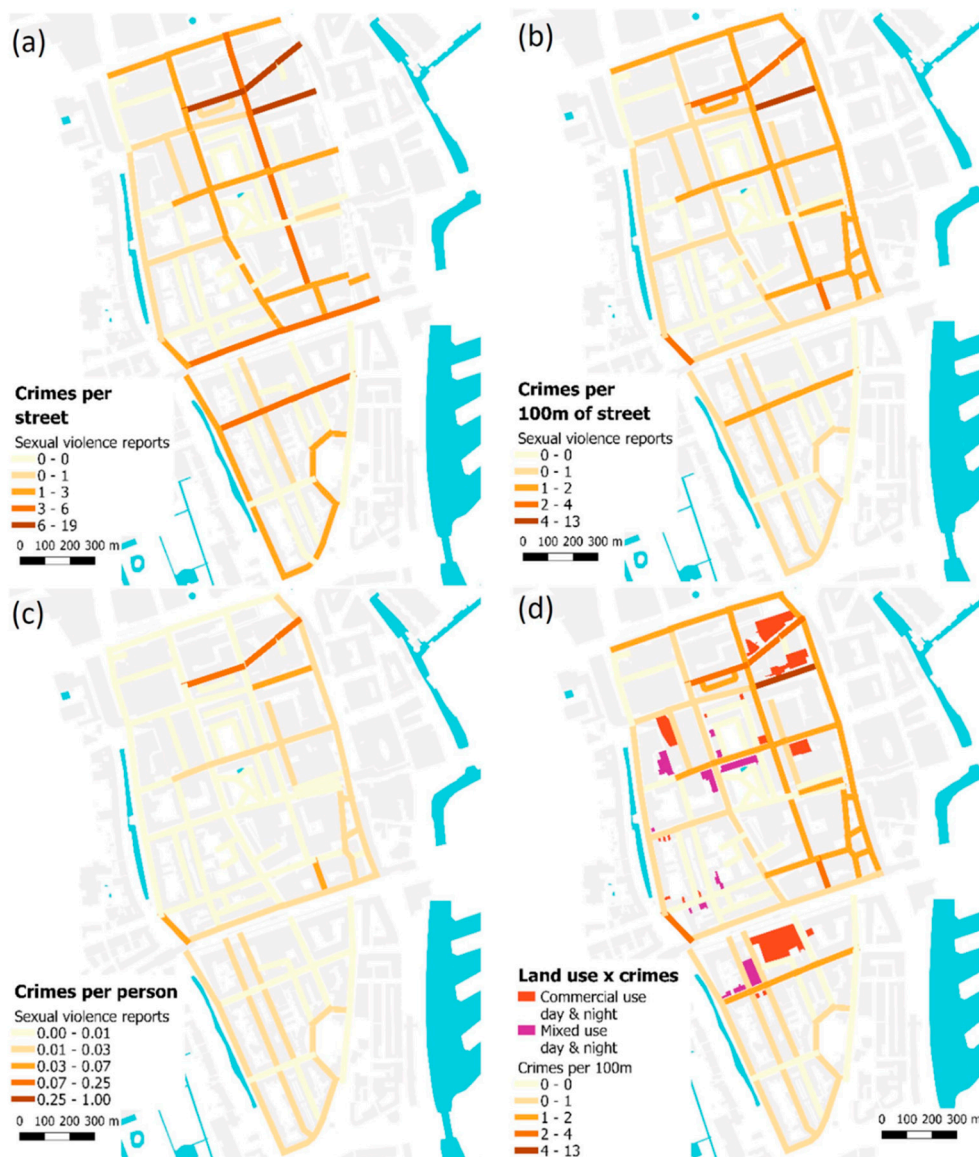 (a)
Crimes per
street
Sexual violence reports
0 - 0
0 - 1
1 - 3
3 - 6
6 - 19
0 100 200 300 m
(b)
Crimes per
100m of street
Sexual violence reports
0 - 0
0 - 1
1 - 2
2 - 4
4 - 13
0 100 200 300 m
(c)
Crimes per person
Sexual violence reports
0.00 - 0.01
0.01 - 0.03
0.03 - 0.07
0.07 - 0.25
0.25 - 1.00
0 100 200 300 m
(d)
Land use x crimes
Commercial use
day & night
Mixed use
day & night
Crimes per 100m
0 - 0
0 - 1
1 - 2
2 - 4
4 - 13
0 100 200 300 m